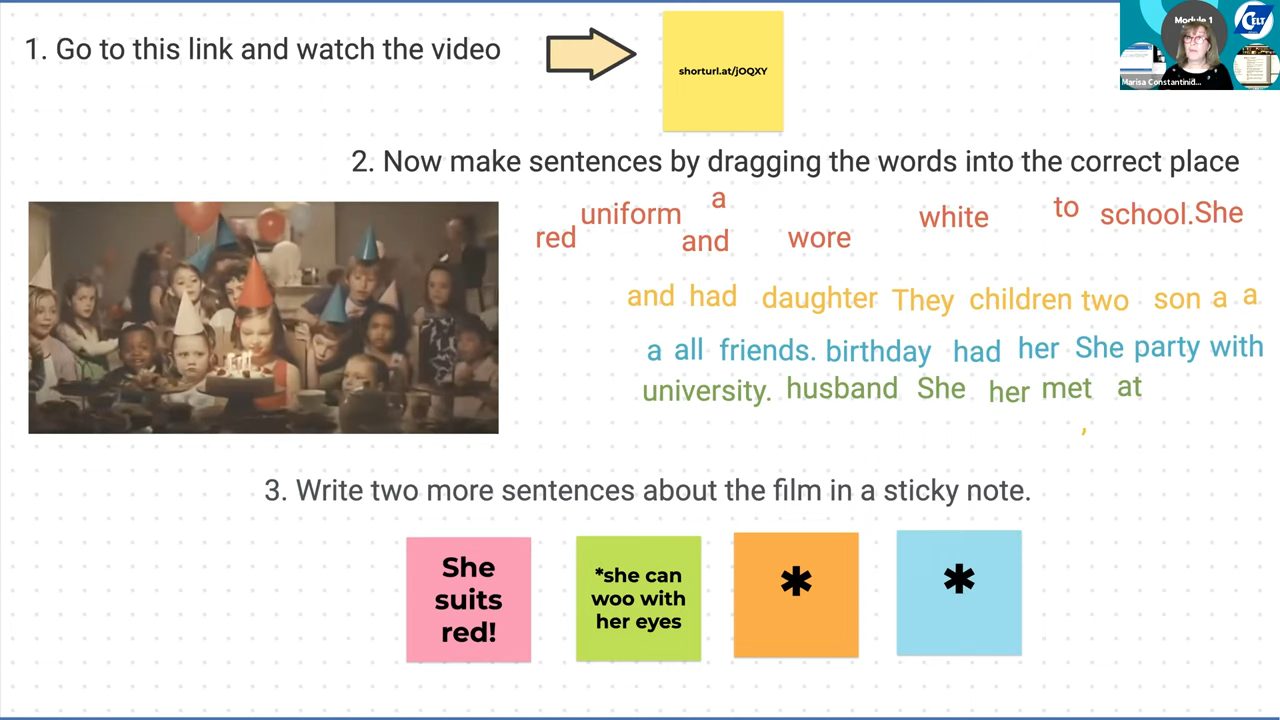 1. Go to this link and watch the video
shorturl.at/jOQXY
Module 1
CELT
Marisa Constantinid...
2. Now make sentences by dragging the words into the correct place
red uniform a and wore white to school.She
and had daughter They children two son a a
a all friends. birthday had her She party with
university. husband She her met at
,
3. Write two more sentences about the film in a sticky note.
She
suits
red!
*she can
woo with
her eyes
*
*